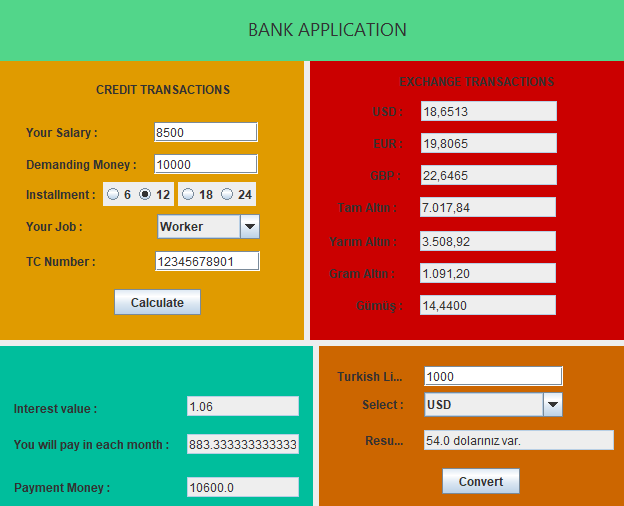 BANK APPLICATION
CREDIT TRANSACTIONS
Your Salary : 8500
Demanding Money : 10000
Installment : 6 12 18 24
Your Job : Worker
TC Number : 12345678901
Calculate
EXCHANGE TRANSACTIONS
USD : 18,6513
EUR : 19,8065
GBP : 22,6465
Tam Altın : 7.017,84
Yarım Altın : 3.508,92
Gram Altın : 1.091,20
Gümüş : 14,4400
Interest value : 1.06
You will pay in each month : 883.333333333333
Payment Money : 10600.0
Turkish Li... 1000
Select : USD
Resu... 54.0 dolarınız.var.
Convert